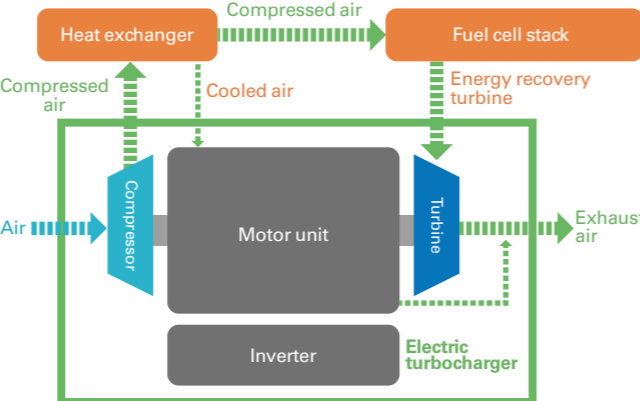 Compressed air
Heat exchanger
Fuel cell stack
Compressed
air
Cooled air
Energy recovery
turbine
Compressor
Turbine
Air
Motor unit
Exhaust
air
Inverter
Electric
turbocharger